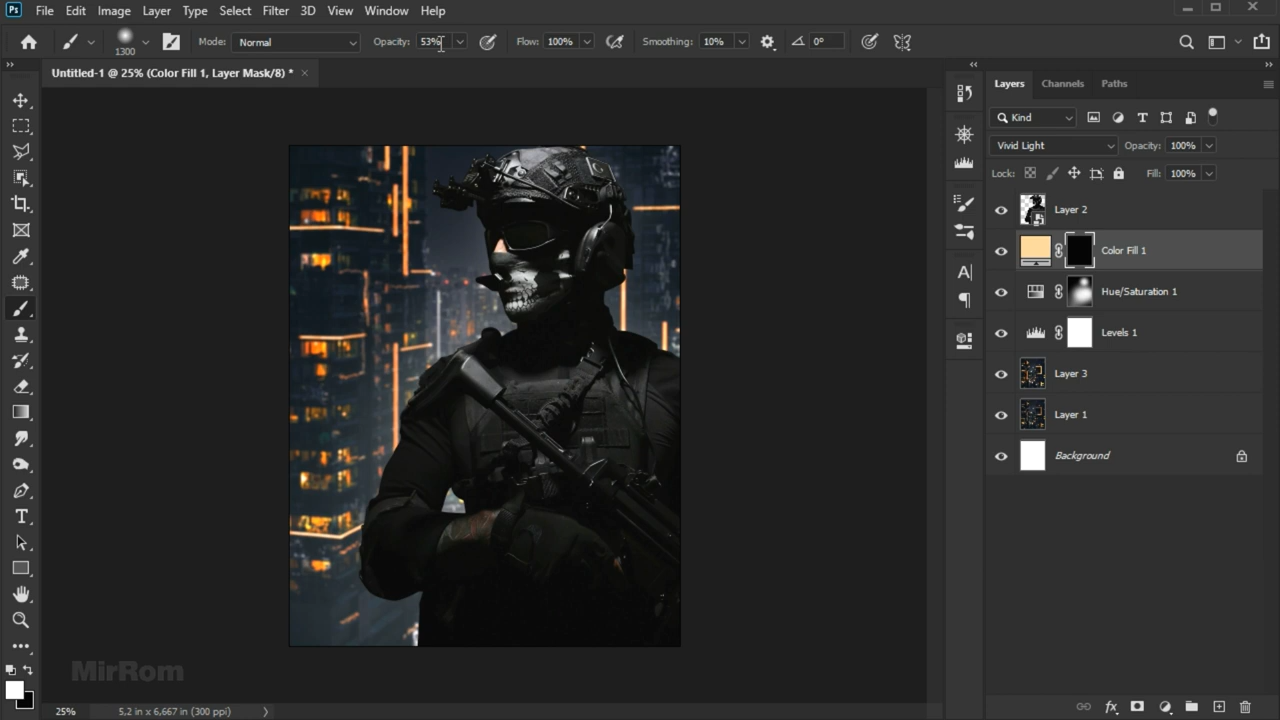 Ps File Edit Image Layer Type Select Filter 3D View Window Help
1300 Mode: Normal Opacity: 53% Flow: 100% Smoothing: 10% 0°
Untitled-1 @ 25% (Color Fill 1, Layer Mask/8) * ×
Layers Channels Paths
Kind
Vivid Light Opacity: 100%
Lock: Fill: 100%
Layer 2
Color Fill 1
Hue/Saturation 1
Levels 1
Layer 3
Layer 1
Background
MirRom
25% 5,2 in x 6,667 in (300 ppi)